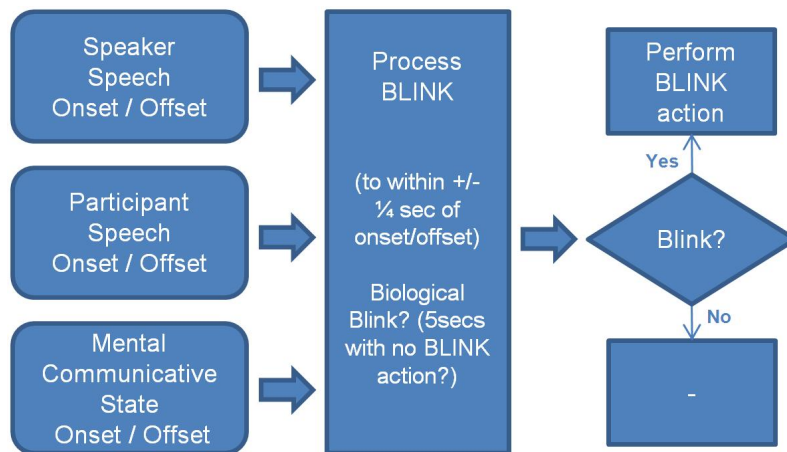 Speaker
Speech
Onset / Offset
Participant
Speech
Onset / Offset
Mental
Communicative
State
Onset / Offset
Process
BLINK
(to within +/-
¼ sec of
onset/offset)
Biological
Blink? (5secs
with no BLINK
action?)
Perform
BLINK
action
Yes
Blink?
No
-